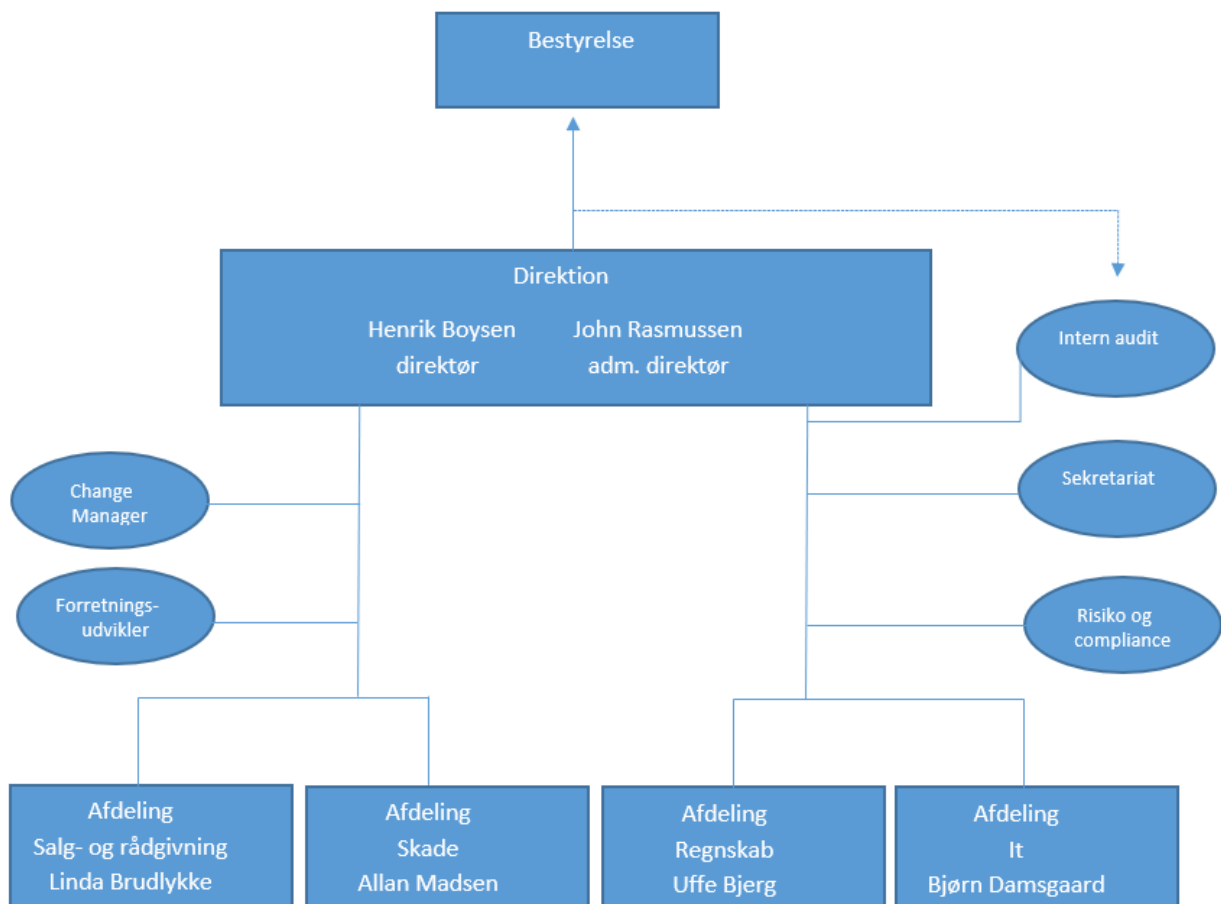 Bestyrelse
Direktion
Henrik Boysen
direktør
John Rasmussen
adm. direktør
Intern audit
Change
Manager
Sekretariat
Forretnings-
udvikler
Risiko og
compliance
Afdeling
Salg- og rådgivning
Linda Brudlykke
Afdeling
Skade
Allan Madsen
Afdeling
Regnskab
Uffe Bjerg
Afdeling
It
Bjørn Damsgaard